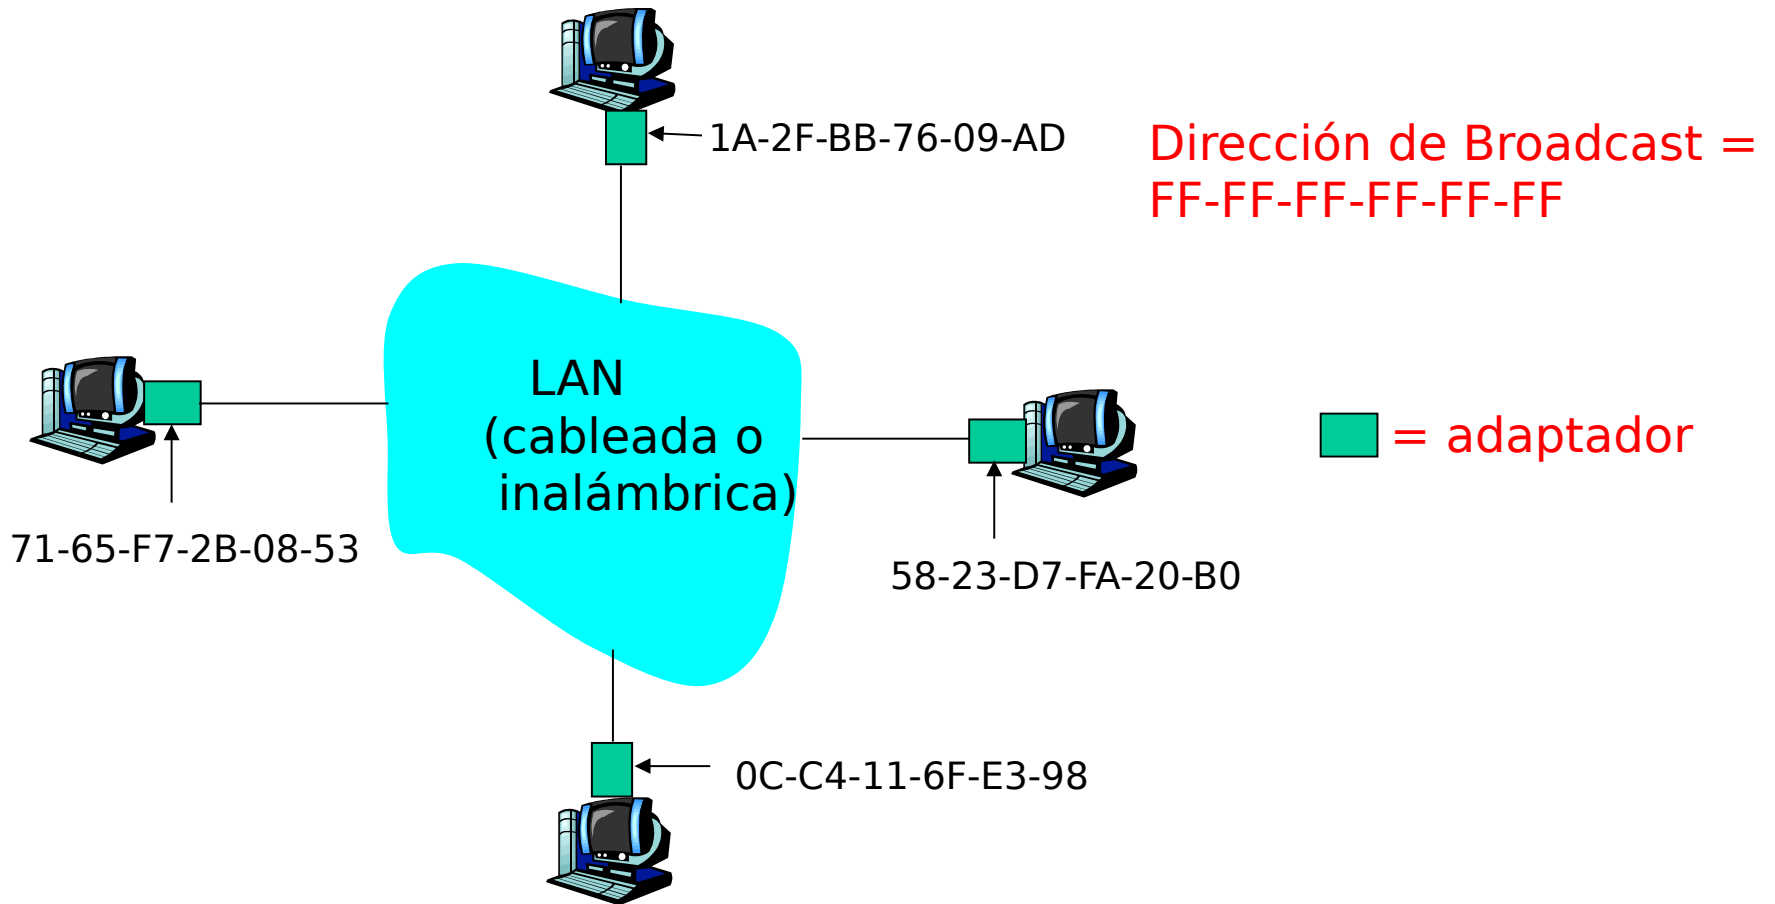 1A-2F-BB-76-09-AD
Dirección de Broadcast =
FF-FF-FF-FF-FF-FF
LAN
(cableada o
inalámbrica)
= adaptador
71-65-F7-2B-08-53
58-23-D7-FA-20-B0
0C-C4-11-6F-E3-98